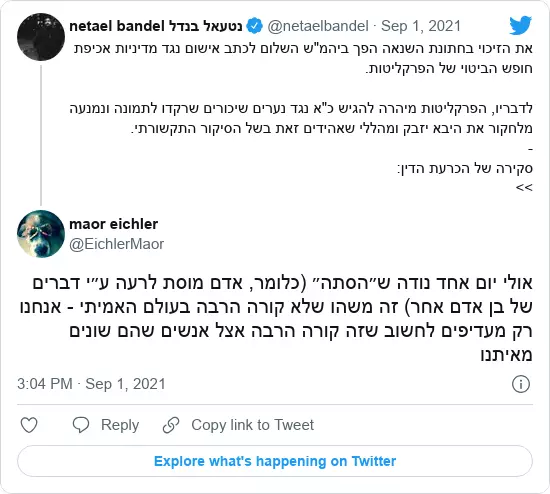 netael bandel נטעאל בנדל @netaelbandel · Sep 1, 2021
את הזיכוי בחתונת השנאה הפך ביהמ"ש השלום לכתב אישום נגד מדיניות אכיפת
חופש הביטוי של הפרקליטות.
לדבריו, הפרקליטות מיהרה להגיש כ"א נגד נערים שיכורים שרקדו לתמונה ונמנעה
מלחקור את היבא יזבק ומהללי שאהידים זאת בשל הסיקור התקשורתי.
-
סקירה של הכרעת הדין:
>>
maor eichler
@EichlerMaor
אולי יום אחד נודה ש״הסתה״ (כלומר, אדם מוסת לרעה ע״י דברים
של בן אדם אחר) זה משהו שלא קורה הרבה בעולם האמיתי - אנחנו
רק מעדיפים לחשוב שזה קורה הרבה אצל אנשים שהם שונים
מאיתנו
3:04 PM · Sep 1, 2021
Reply Copy link to Tweet
Explore what's happening on Twitter